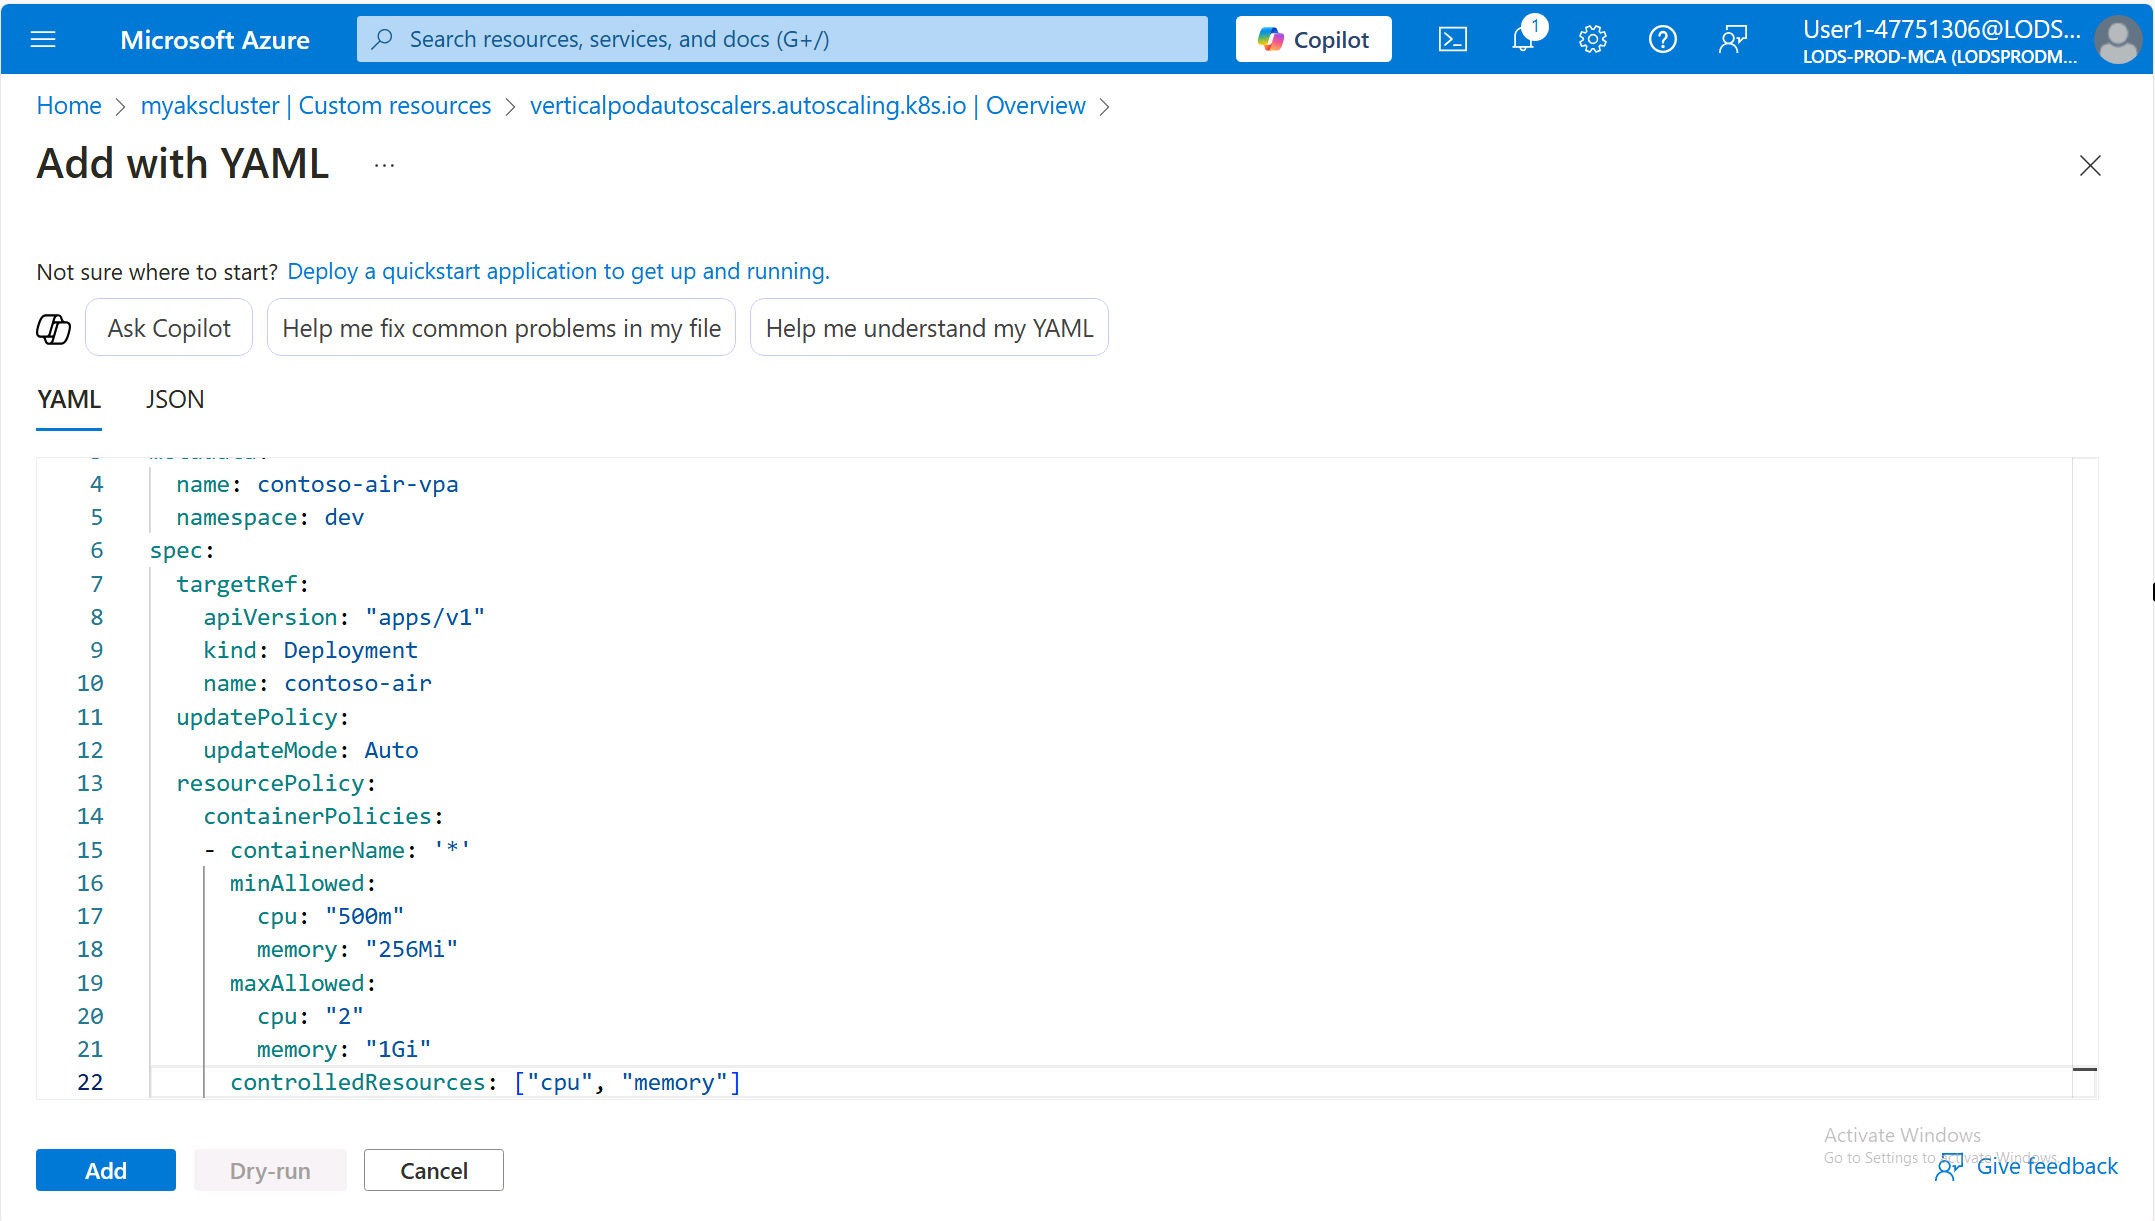 Microsoft Azure
Search resources, services, and docs (G+/)
Copilot
1
User1-47751306@LODS...
LODS-PROD-MCA (LODSPRODM...
Home > myakscluster | Custom resources > verticalpodautoscalers.autoscaling.k8s.io | Overview >
Add with YAML ...
Not sure where to start? Deploy a quickstart application to get up and running.
Ask Copilot
Help me fix common problems in my file
Help me understand my YAML
YAML
JSON
4 name: contoso-air-vpa
5 namespace: dev
6 spec:
7 targetRef:
8 apiVersion: "apps/v1"
9 kind: Deployment
10 name: contoso-air
11 updatePolicy:
12 updateMode: Auto
13 resourcePolicy:
14 containerPolicies:
15 - containerName: '*'
16 minAllowed:
17 cpu: "500m"
18 memory: "256Mi"
19 maxAllowed:
20 cpu: "2"
21 memory: "1Gi"
22 controlledResources: ["cpu", "memory"]
Activate Windows
Go to Settings to activate Windows.
Give feedback
Add
Dry-run
Cancel